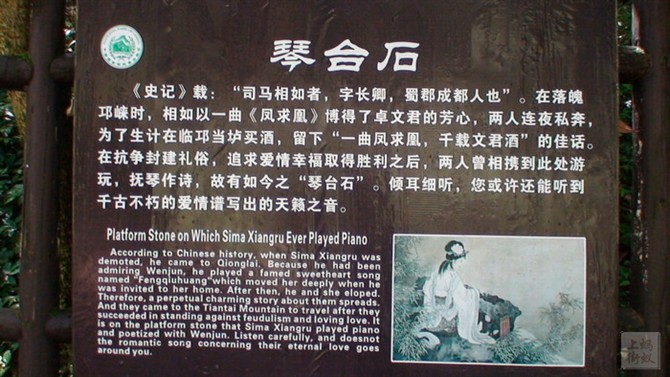 琴台石
《史记》载：“司马相如者，字长卿，蜀郡成都人也”。在落魄
邛崃时，相如以一曲《凤求凰》博得了卓文君的芳心，两人连夜私奔，
为了生计在临邛当垆买酒，留下“一曲凤求凰，千载文君酒”的佳话。
在抗争封建礼俗，追求爱情幸福取得胜利之后，两人曾相携到此处游
玩，抚琴作诗，故有如今之“琴台石”。倾耳细听，您或许还能听到
千古不朽的爱情谱写出的天籁之音。
Platform Stone on Which Sima Xiangru Ever Played Piano
According to Chinese history, when Sima Xiangru was
demoted, he came to Qionglai. Because he had been
admiring Wenjun, he played a famed sweetheart song
named "Fengqiuhuang"which moved her deeply when he
was invited to her home. After then, he and she eloped.
Therefore, a perpetual charming story about them spreads.
And they came to the Tiantai Mountain to travel after they
succeeded in standing against feudulism and loving love. It
is on the platform stone that Sima Xiangru played piano
and poetized with Wenjun. Listen carefully, and doesnot
the romantic song concerning their eternal love goes
around you.
上蚂
街蚁